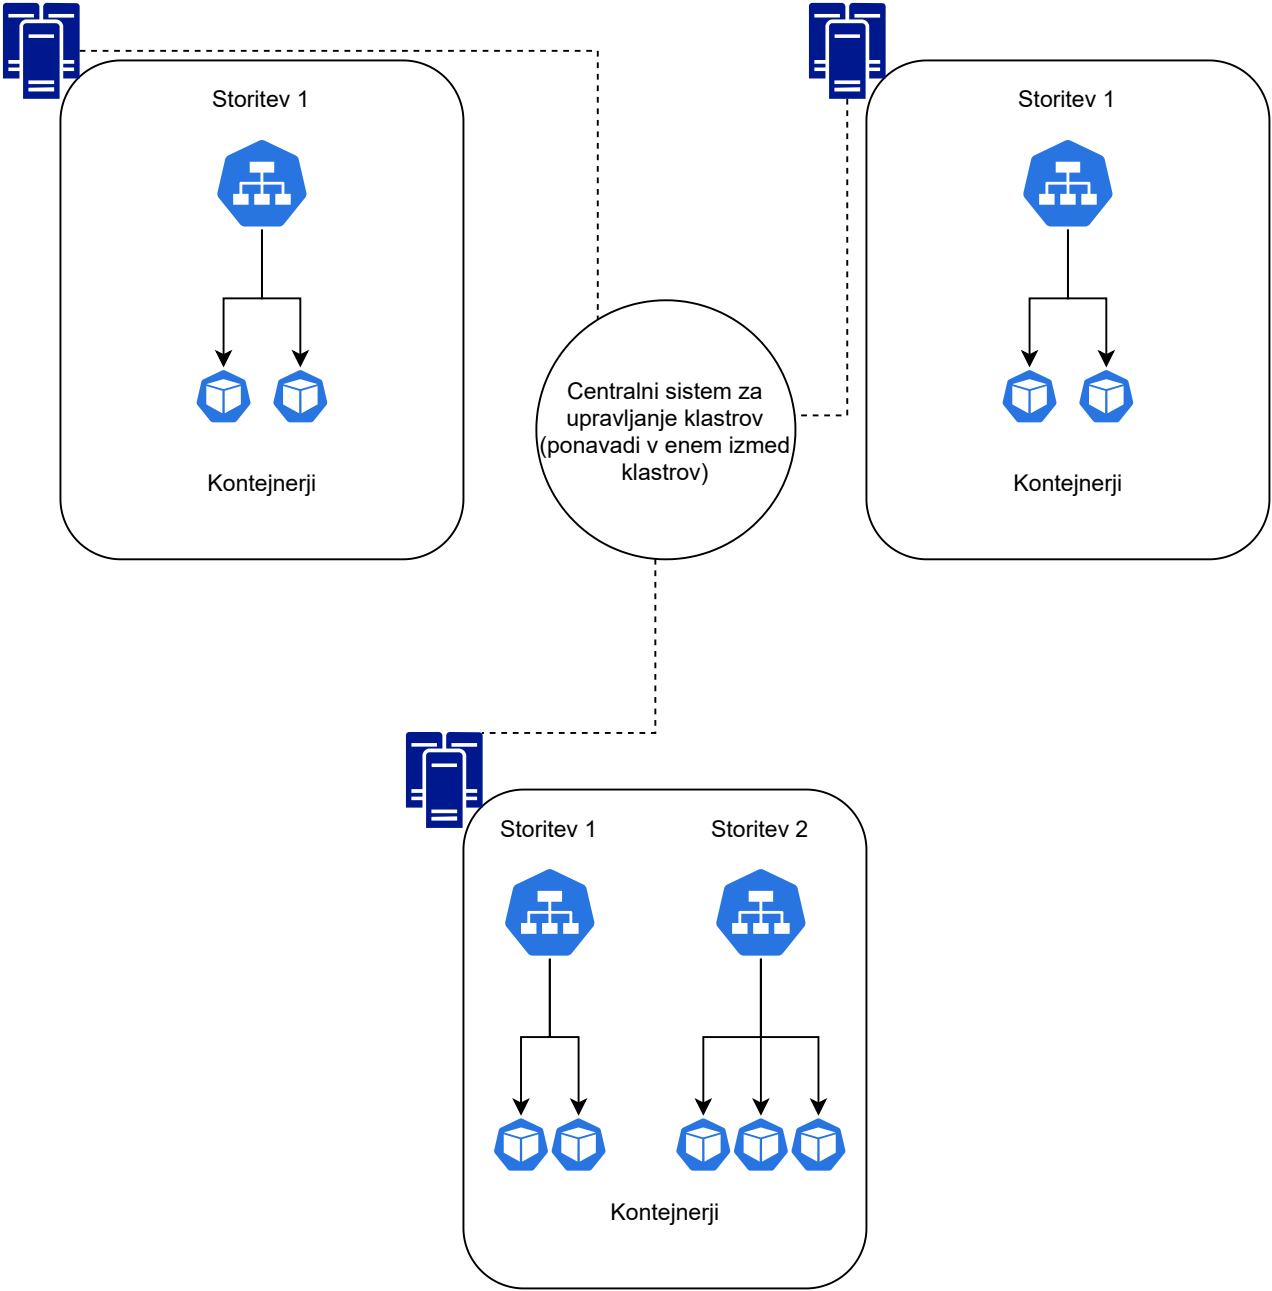 Storitev 1
Kontejnerji
Storitev 1
Kontejnerji
Centralni sistem za
upravljanje klastrov
(ponavadi v enem izmed
klastrov)
Storitev 1
Storitev 2
Kontejnerji